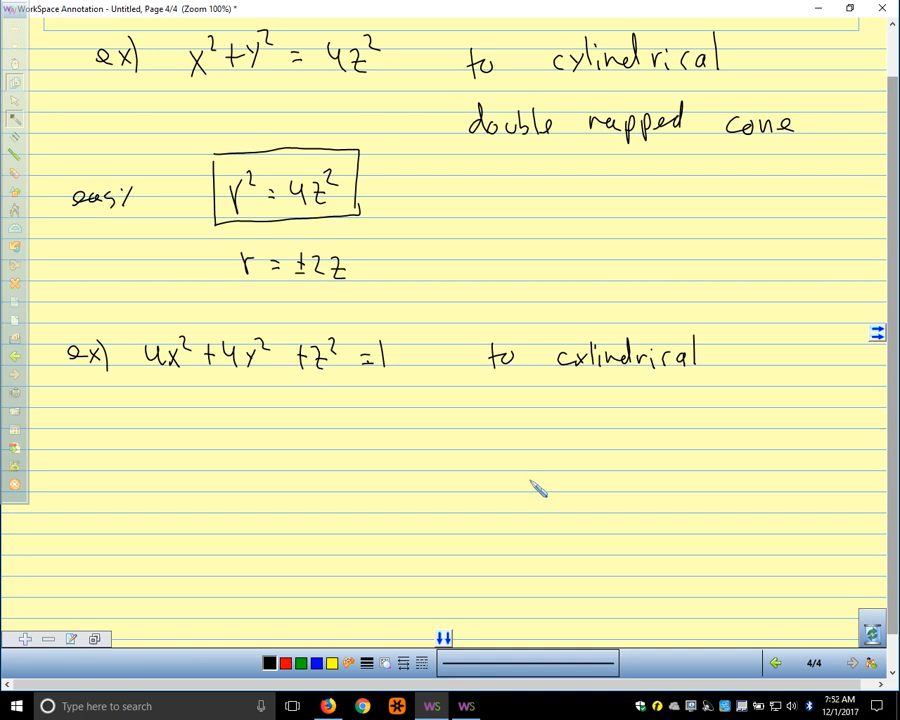 WorkSpace Annotation - Untitled, Page 4/4 (Zoom 100%) *
ex) x² + y² = 4z² to cylindrical
double napped cone
easy r² = 4z²
r = ±2z
ex) 4x² + 4y² + z² = 1 to cylindrical
4/4
Type here to search
WS WS
7:52 AM
12/1/2017